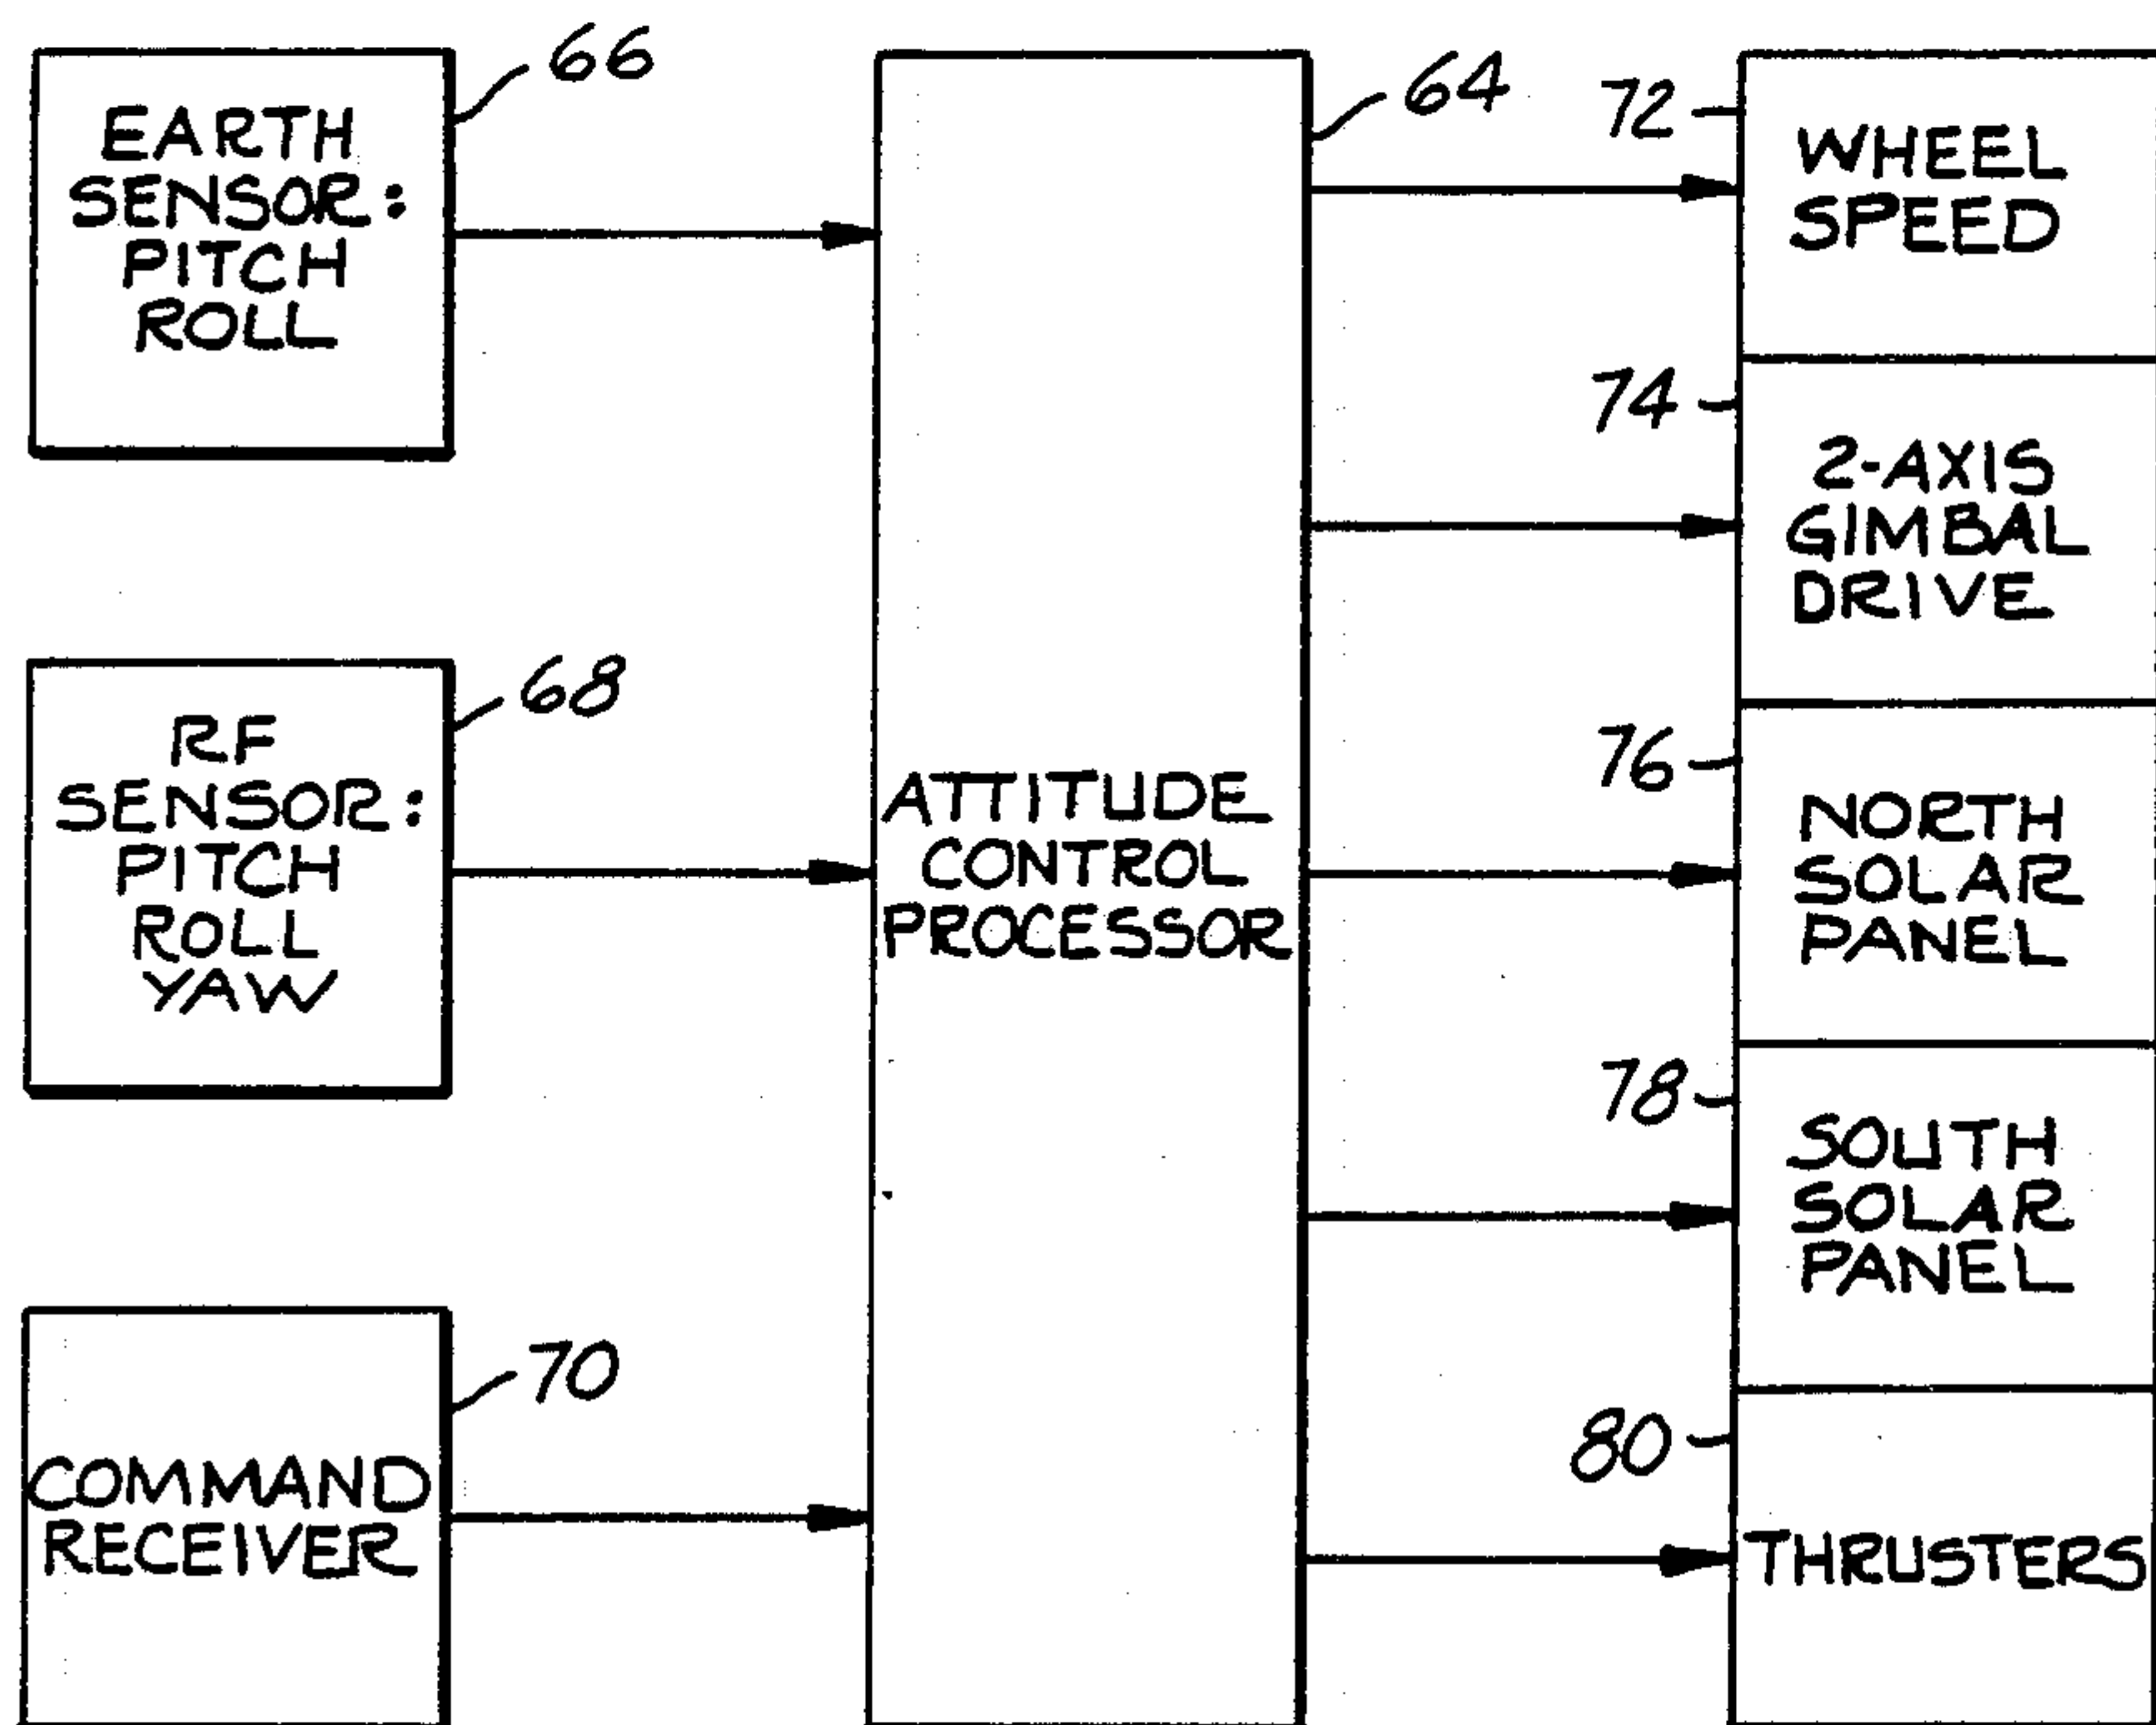 66
EARTH
SENSOR:
PITCH
ROLL
68
RF
SENSOR:
PITCH
ROLL
YAW
70
COMMAND
RECEIVER
64
ATTITUDE
CONTROL
PROCESSOR
72
WHEEL
SPEED
74
2-AXIS
GIMBAL
DRIVE
76
NORTH
SOLAR
PANEL
78
SOUTH
SOLAR
PANEL
80
THRUSTERS